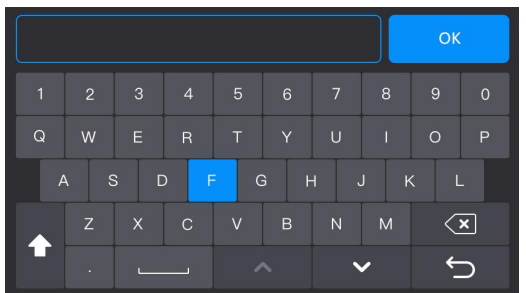 OK
1 2 3 4 5 6 7 8 9 0
Q W E R T Y U I O P
A S D F G H J K L
Z X C V B N M
.